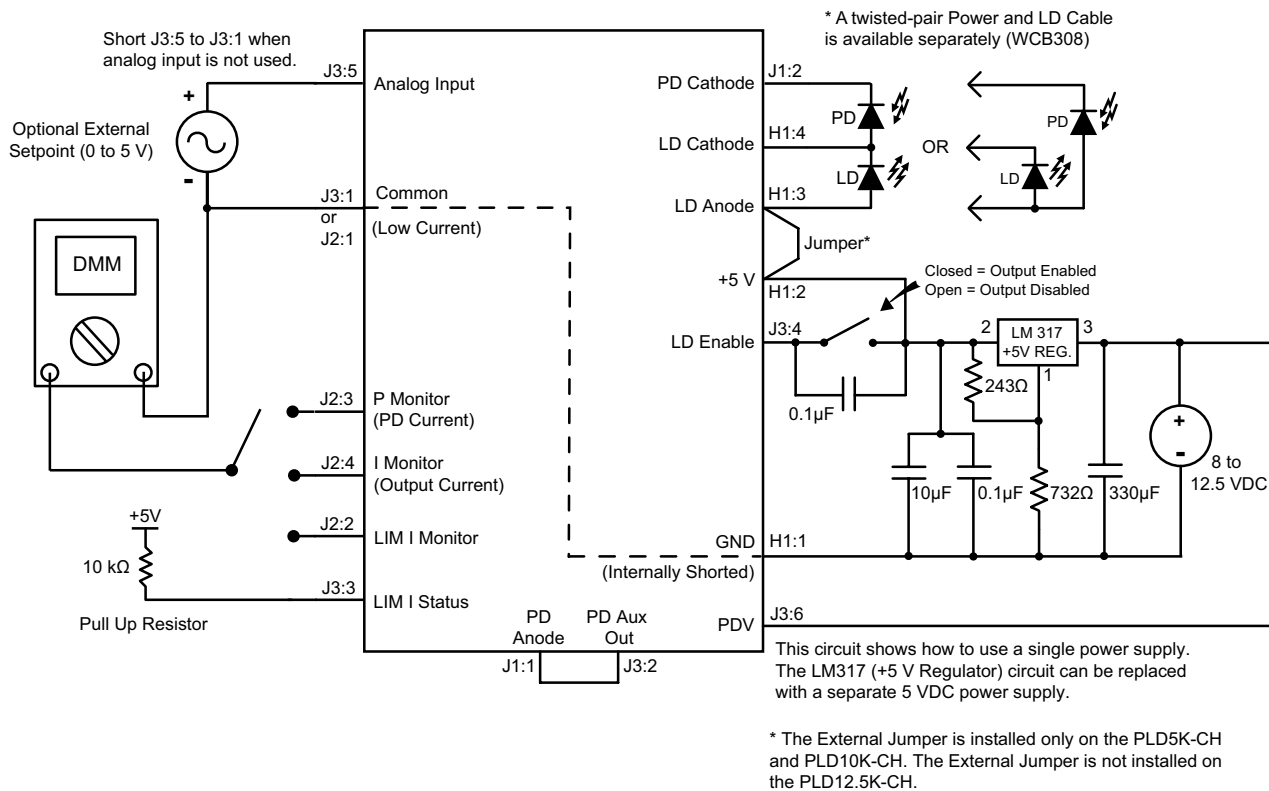 * A twisted-pair Power and LD Cable
is available separately (WCB308)
Short J3:5 to J3:1 when
analog input is not used.
J3:5
Analog Input
PD Cathode
J1:2
+
Optional External
Setpoint (0 to 5 V)
-
PD
PD
LD Cathode
H1:4
OR
LD
LD
J3:1
or
J2:1
Common
(Low Current)
LD Anode
H1:3
Jumper*
DMM
+5 V
H1:2
Closed = Output Enabled
Open = Output Disabled
LD Enable
J3:4
2
LM 317
+5V REG.
3
1
243Ω
0.1µF
J2:3
P Monitor
(PD Current)
+
-
8 to
12.5 VDC
J2:4
I Monitor
(Output Current)
10µF
0.1µF
732Ω
330µF
+5V
J2:2
LIM I Monitor
GND
H1:1
10 kΩ
(Internally Shorted)
J3:3
LIM I Status
Pull Up Resistor
PD
Anode
PD Aux
Out
PDV
J3:6
J1:1
J3:2
This circuit shows how to use a single power supply.
The LM317 (+5 V Regulator) circuit can be replaced
with a separate 5 VDC power supply.
* The External Jumper is installed only on the PLD5K-CH
and PLD10K-CH. The External Jumper is not installed on
the PLD12.5K-CH.